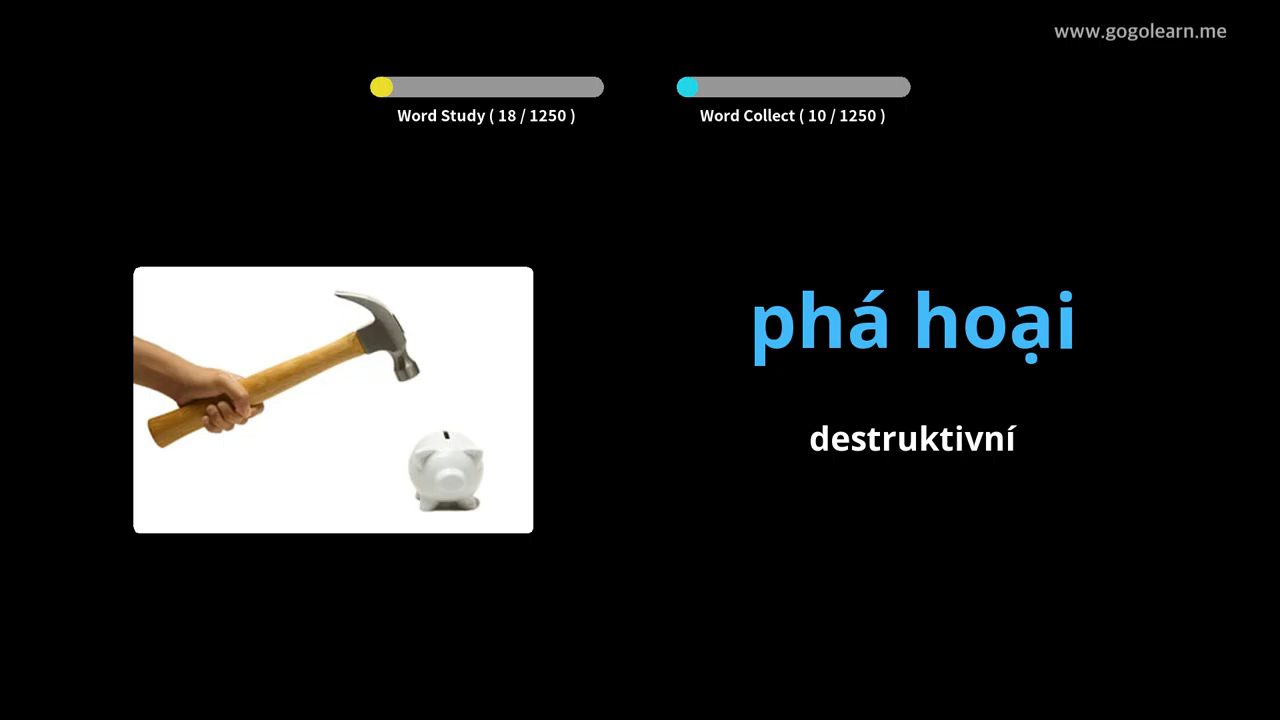 www.gogolearn.me
Word Study ( 18 / 1250 )
Word Collect ( 10 / 1250 )
phá hoại
destruktivní